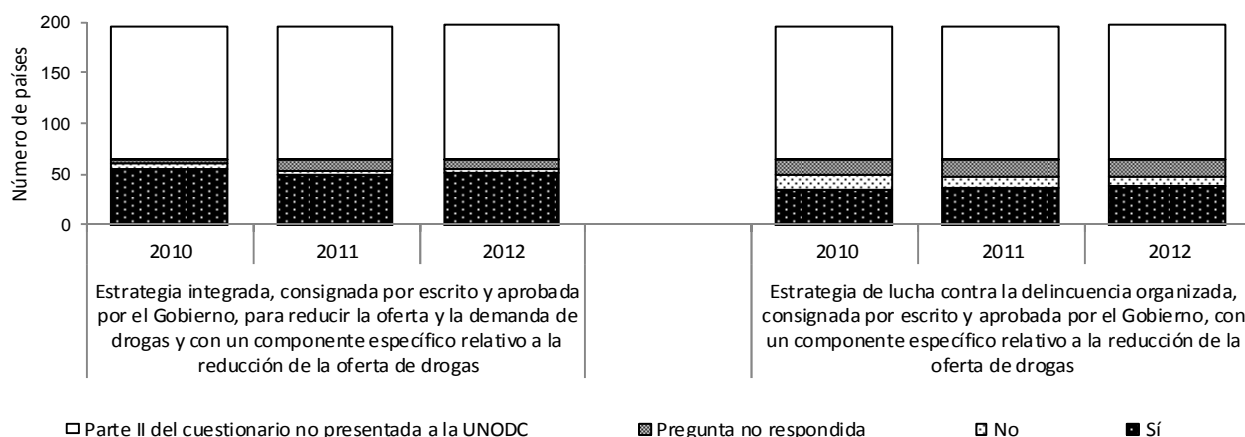 200
150
100
50
0
Número de países
2010
2011
2012
2010
2011
2012
Estrategia integrada, consignada por escrito y aprobada
por el Gobierno, para reducir la oferta y la demanda de
drogas y con un componente específico relativo a la
reducción de la oferta de drogas
Estrategia de lucha contra la delincuencia organizada,
consignada por escrito y aprobada por el Gobierno, con
un componente específico relativo a la reducción de la
oferta de drogas
Parte II del cuestionario no presentada a la UNODC
Pregunta no respondida
No
Sí